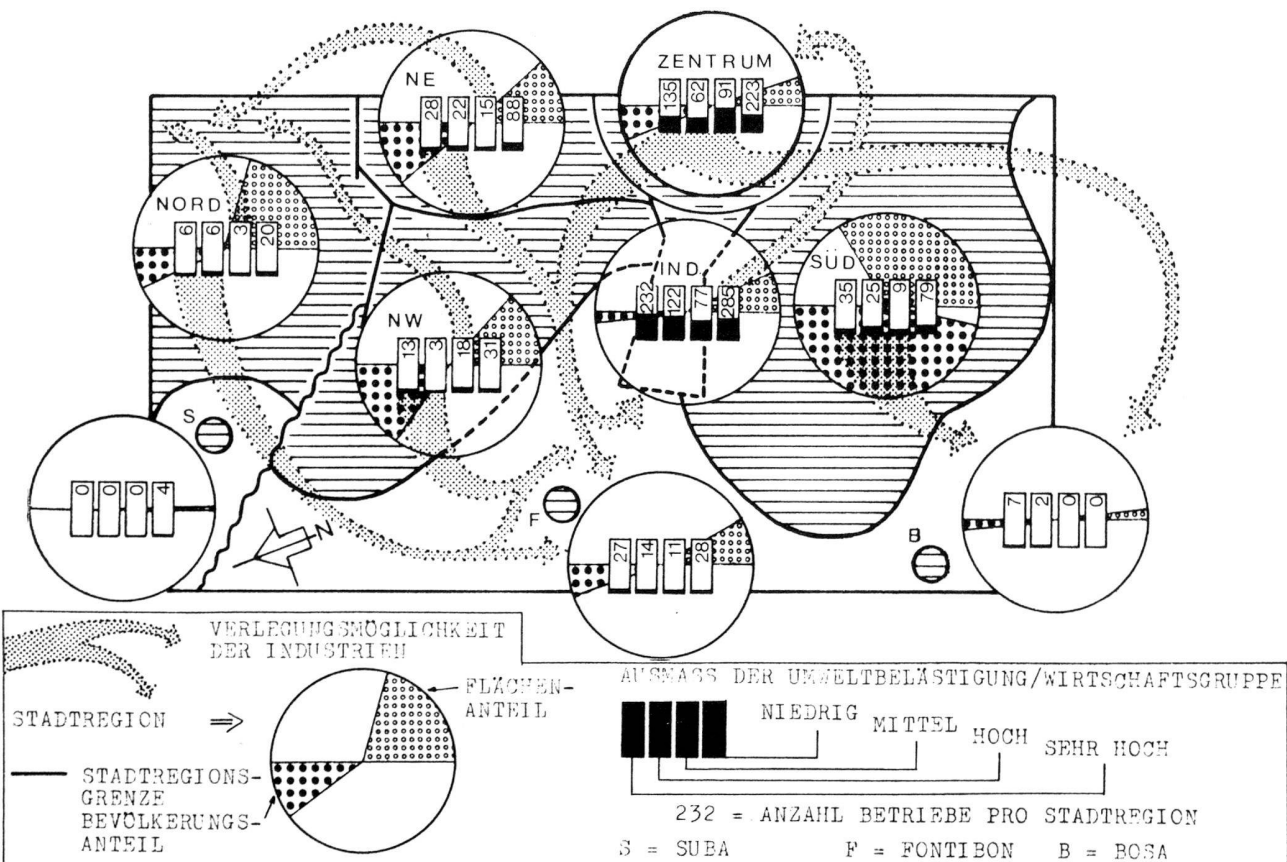 NE
28 22 15 88
ZENTRUM
135 62 91 223
NORD
6 6 3 20
NW
13 3 18 31
IND.
232 122 77 285
SÜD
35 25 9 79
S
0 0 0 4
N
F
27 14 11 28
B
7 2 0 0
VERLEGUNGSMÖGLICHKEIT
DER INDUSTRIEN
STADTREGION ⇒
FLÄCHEN-
ANTEIL
STADTREGIONS-
GRENZE
BEVÖLKERUNGS-
ANTEIL
AUSMASS DER UMWELTBELÄSTIGUNG/WIRTSCHAFTSGRUPPE
NIEDRIG
MITTEL
HOCH
SEHR HOCH
232 = ANZAHL BETRIEBE PRO STADTREGION
S = SUBA F = FONTIBON B = BOSA